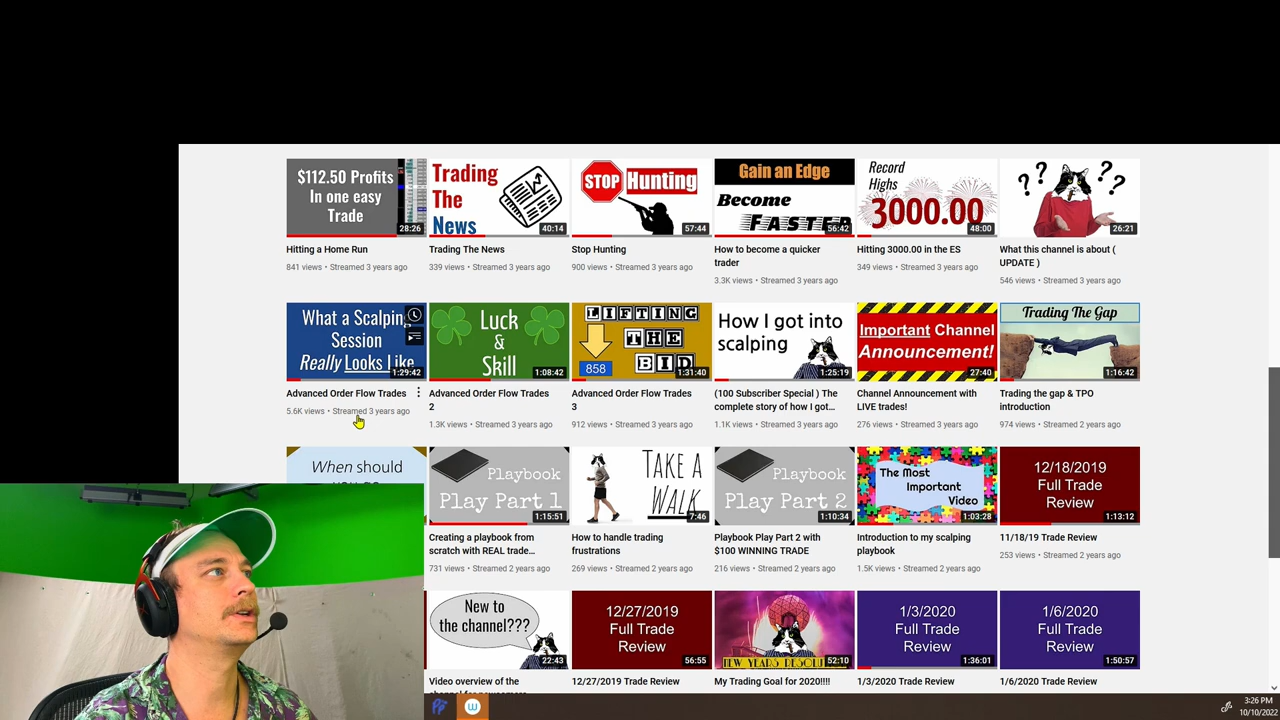 $112.50 Profits
In one easy
Trade
28:26
Trading
The
News
40:14
STOP Hunting
57:44
Gain an Edge
Become
FASTER
56:42
Record
Highs
3000.00
48:00
? ? ? ?
26:21
Hitting a Home Run
841 views • Streamed 3 years ago
Trading The News
339 views • Streamed 3 years ago
Stop Hunting
900 views • Streamed 3 years ago
How to become a quicker
trader
3.3K views • Streamed 3 years ago
Hitting 3000.00 in the ES
349 views • Streamed 3 years ago
What this channel is about (
UPDATE )
546 views • Streamed 3 years ago
What a Scalping
Session
Really Looks Like
1:29:42
Luck
&
Skill
1:08:42
LIFTING
THE
BID
858
1:31:40
How I got into
scalping
1:25:19
Important Channel
Announcement!
27:40
Trading The Gap
1:16:42
Advanced Order Flow Trades
5.6K views • Streamed 3 years ago
Advanced Order Flow Trades
2
1.3K views • Streamed 3 years ago
Advanced Order Flow Trades
3
912 views • Streamed 3 years ago
(100 Subscriber Special ) The
complete story of how I got...
1.1K views • Streamed 3 years ago
Channel Announcement with
LIVE trades!
276 views • Streamed 3 years ago
Trading the gap & TPO
introduction
974 views • Streamed 2 years ago
When should
Playbook
Play Part 1
1:15:51
TAKE A
WALK
7:46
Playbook
Play Part 2
1:10:34
The Most
Important
Video
1:03:28
12/18/2019
Full Trade
Review
1:13:12
Creating a playbook from
scratch with REAL trade...
731 views • Streamed 2 years ago
How to handle trading
frustrations
269 views • Streamed 2 years ago
Playbook Play Part 2 with
$100 WINNING TRADE
216 views • Streamed 2 years ago
Introduction to my scalping
playbook
1.5K views • Streamed 2 years ago
11/18/19 Trade Review
253 views • Streamed 2 years ago
New to
the channel???
22:43
12/27/2019
Full Trade
Review
56:55
NEW YEARS
52:10
1/3/2020
Full Trade
Review
1:36:01
1/6/2020
Full Trade
Review
1:50:57
Video overview of the
12/27/2019 Trade Review
My Trading Goal for 2020!!!!
1/3/2020 Trade Review
1/6/2020 Trade Review
3:26 PM
10/10/2022